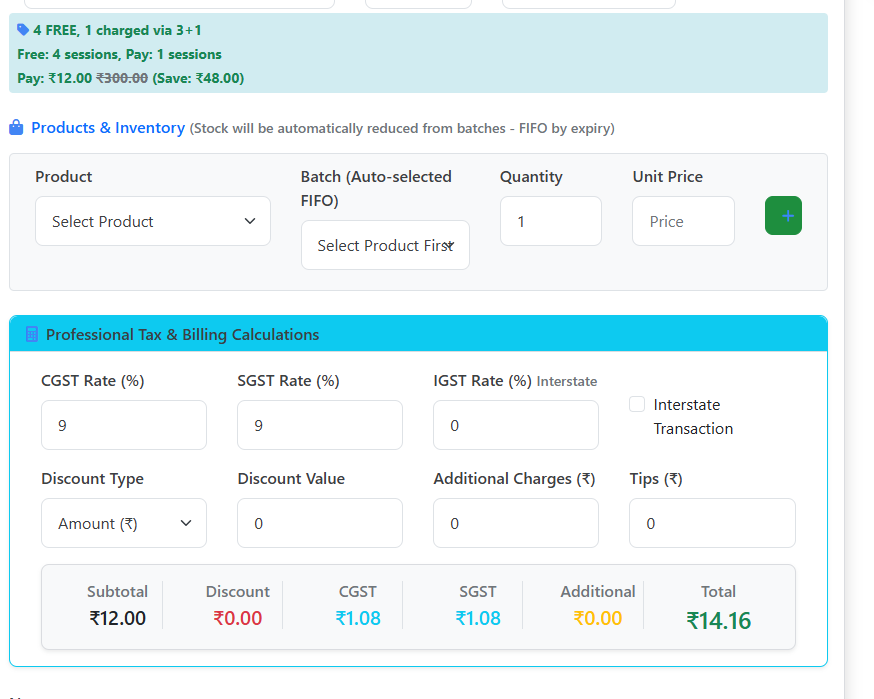 4 FREE, 1 charged via 3+1
Free: 4 sessions, Pay: 1 sessions
Pay: ₹12.00 ₹300.00 (Save: ₹48.00)
Products & Inventory (Stock will be automatically reduced from batches - FIFO by expiry)
Product
Batch (Auto-selected
FIFO)
Quantity
Unit Price
Select Product
Select Product First
1
Price
+
Professional Tax & Billing Calculations
CGST Rate (%)
SGST Rate (%)
IGST Rate (%) Interstate
9
9
0
Interstate
Transaction
Discount Type
Discount Value
Additional Charges (₹)
Tips (₹)
Amount (₹)
0
0
0
Subtotal
Discount
CGST
SGST
Additional
Total
₹12.00
₹0.00
₹1.08
₹1.08
₹0.00
₹14.16